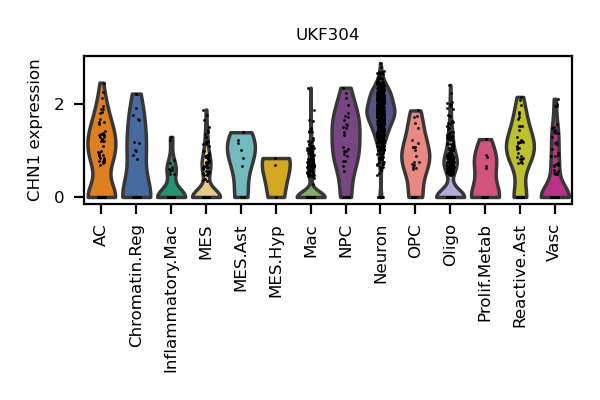 UKF304
CHN1 expression
2
0
AC
Chromatin.Reg
Inflammatory.Mac
MES
MES.Ast
MES.Hyp
Mac
NPC
Neuron
OPC
Oligo
Prolif.Metab
Reactive.Ast
Vasc